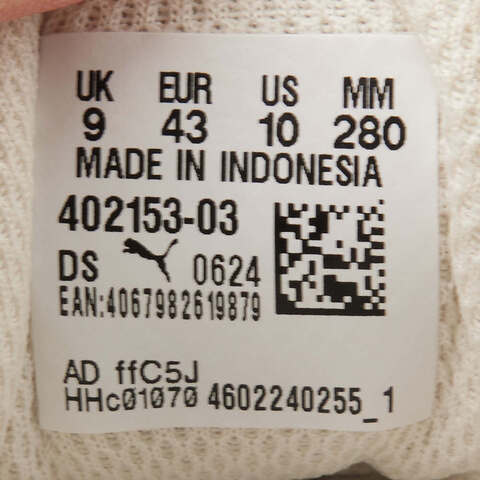 UK EUR US MM
9 43 10 280
MADE IN INDONESIA
402153-03
DS 0624
EAN:4067982619879
AD ffC5J
HHc01070 4602240255_1